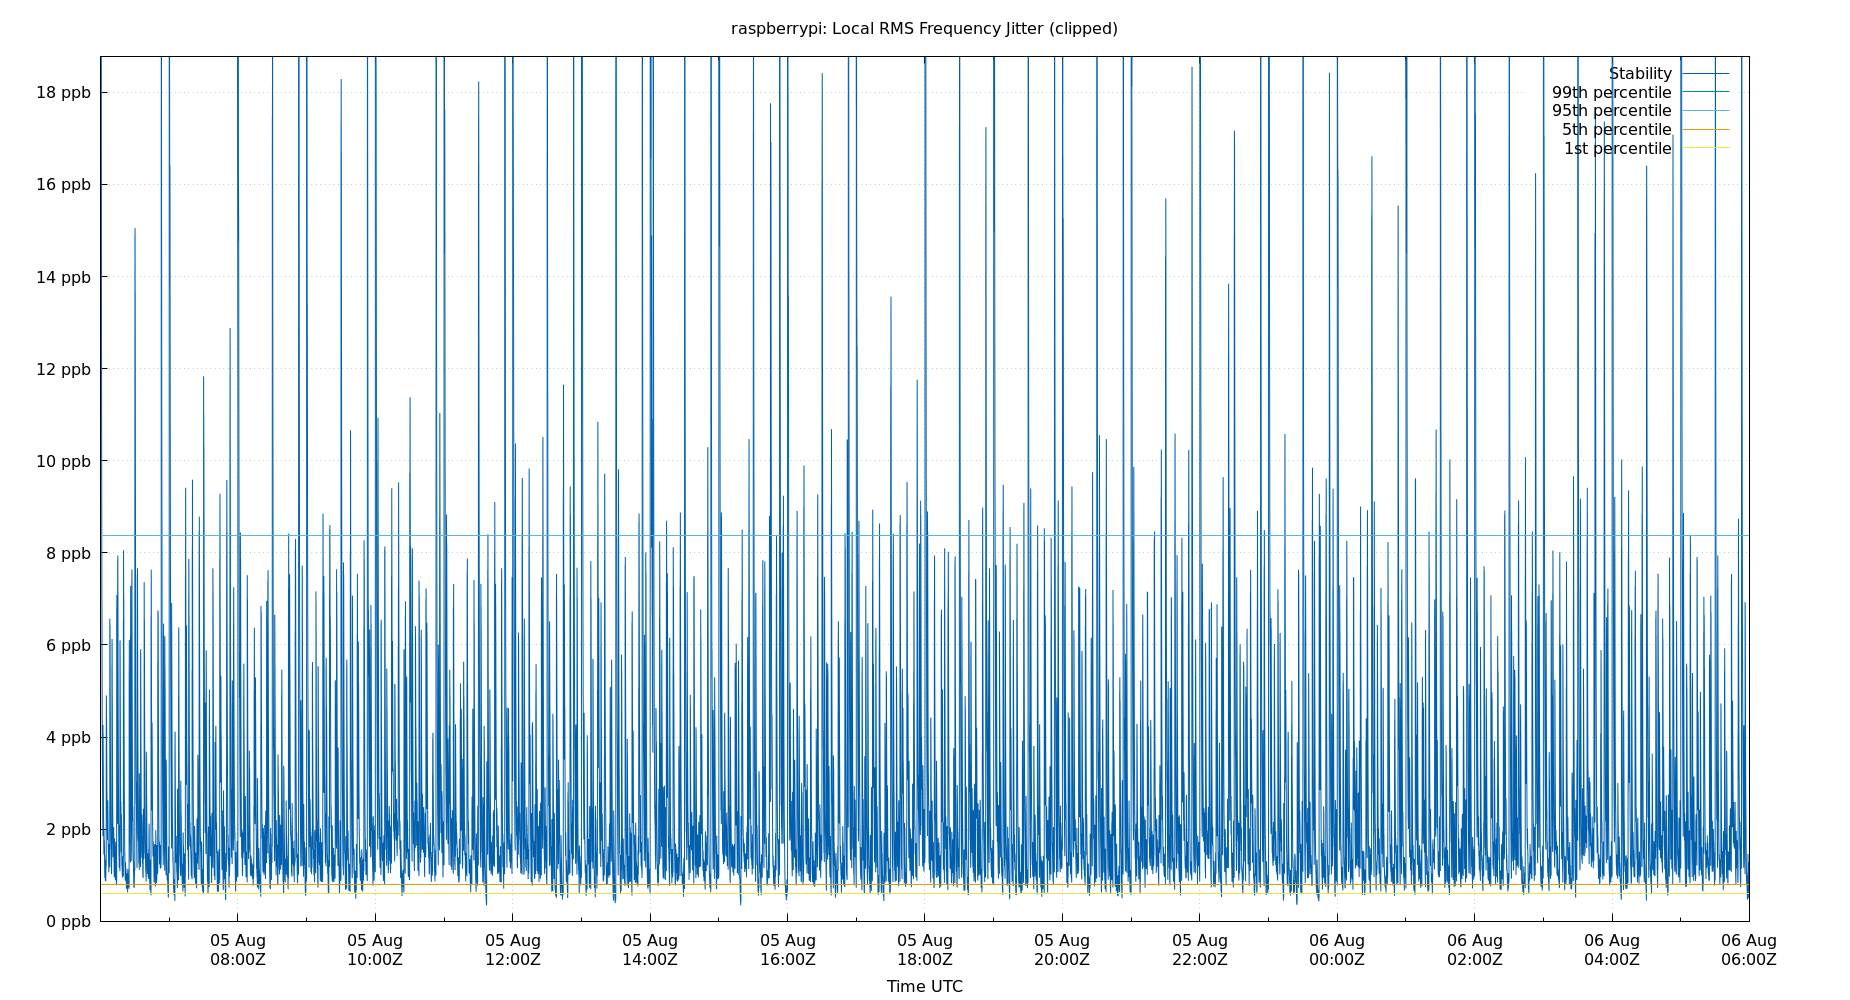 raspberrypi: Local RMS Frequency Jitter (clipped)
18 ppb
16 ppb
14 ppb
12 ppb
10 ppb
8 ppb
6 ppb
4 ppb
2 ppb
0 ppb
Stability
99th percentile
95th percentile
5th percentile
1st percentile
05 Aug 05 Aug 05 Aug 05 Aug 05 Aug 05 Aug 05 Aug 05 Aug 06 Aug 06 Aug 06 Aug 06 Aug
08:00Z 10:00Z 12:00Z 14:00Z 16:00Z 18:00Z 20:00Z 22:00Z 00:00Z 02:00Z 04:00Z 06:00Z
Time UTC